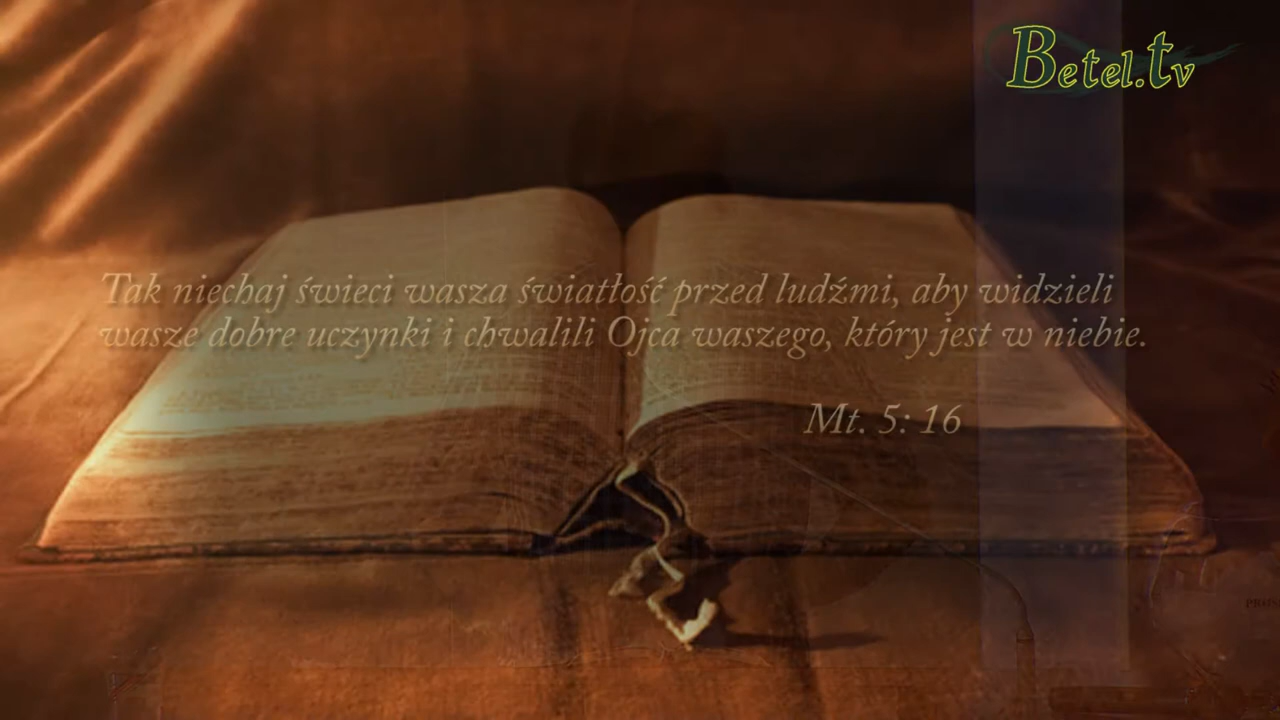 Betel.tv
Tak niechaj świeci wasza światłość przed ludźmi, aby widzieli
wasze dobre uczynki i chwalili Ojca waszego, który jest w niebie.
Mt. 5: 16